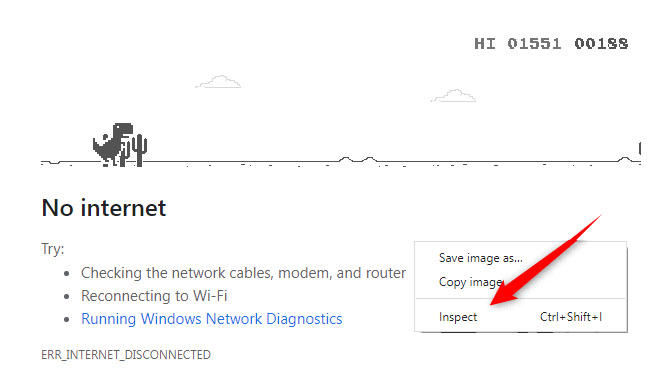 HI 01551 00188
No internet
Try:
Checking the network cables, modem, and router
Reconnecting to Wi-Fi
Running Windows Network Diagnostics
ERR_INTERNET_DISCONNECTED
Save image as...
Copy image
Inspect Ctrl+Shift+I